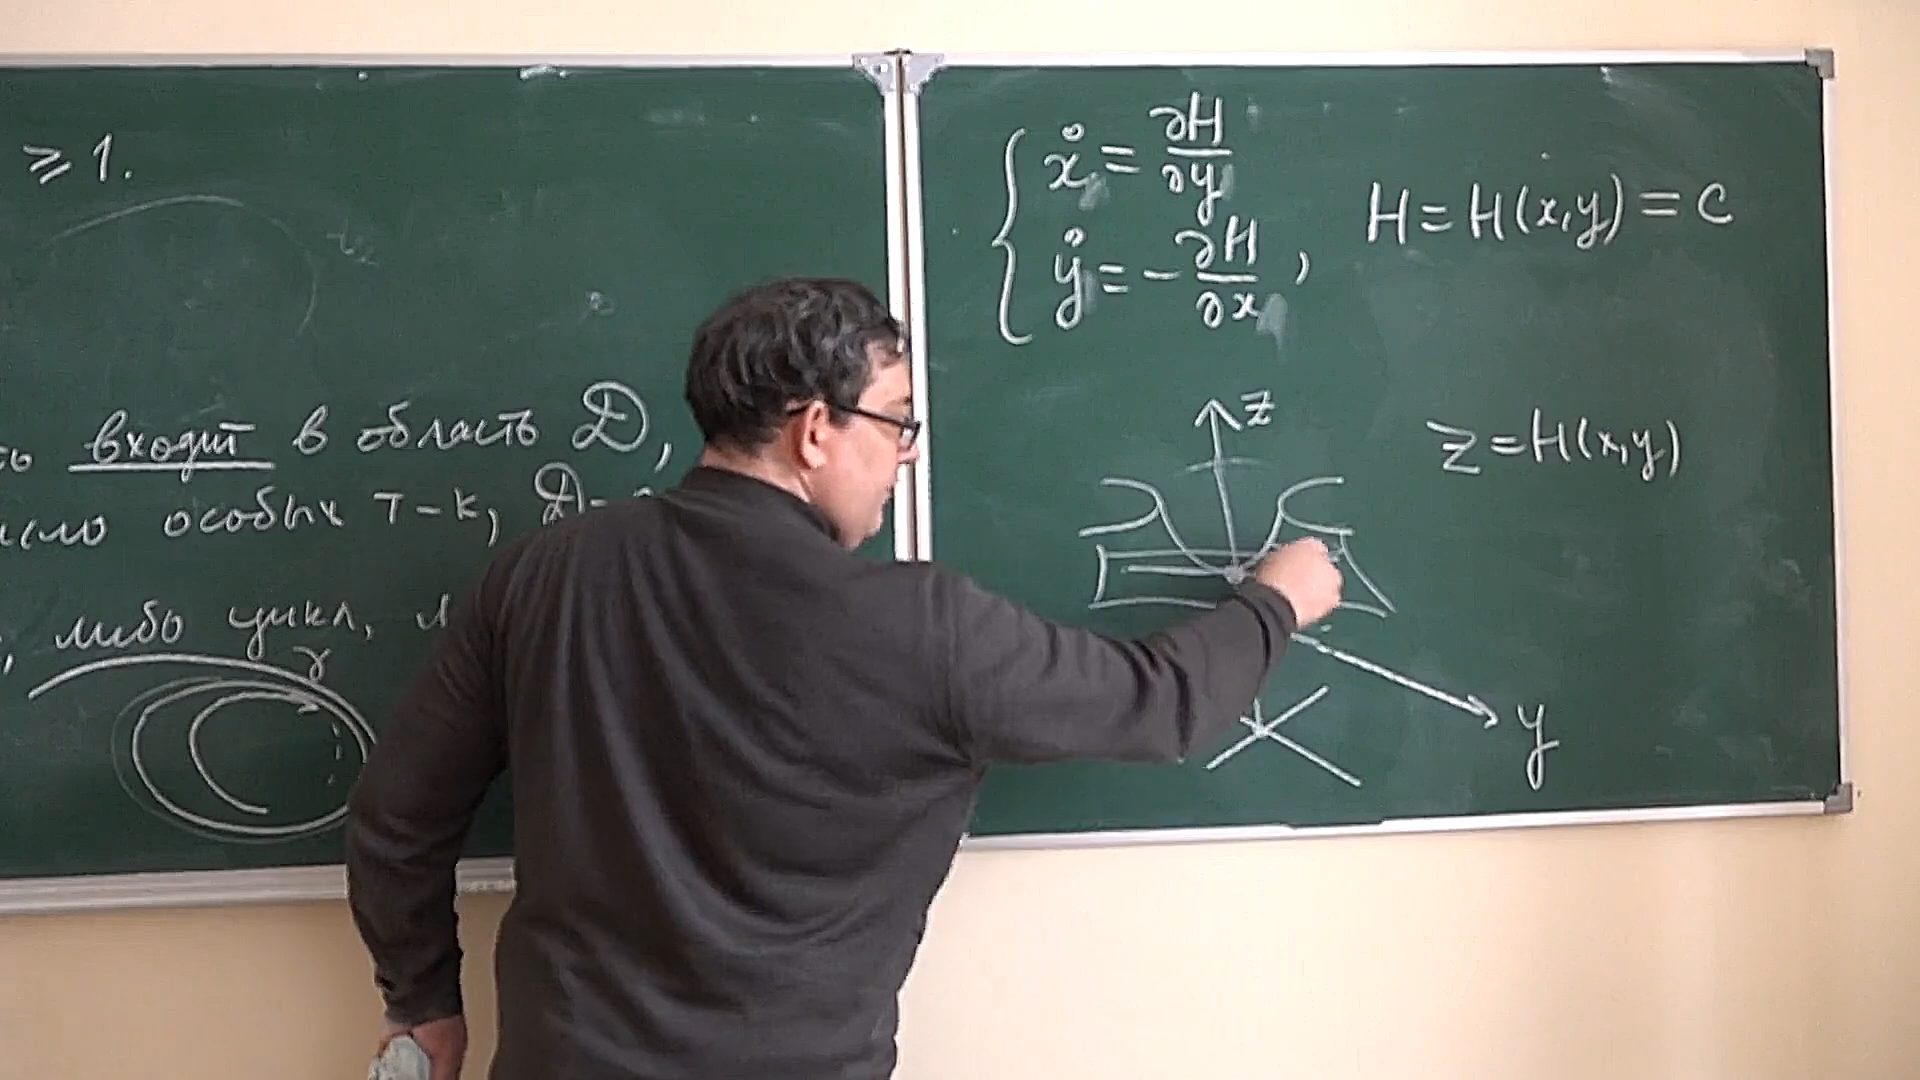 ≥ 1.
входит в область D,
особых т-к, D-
либо цикл,
γ
ẋ = ∂H/∂y
ẏ = -∂H/∂x,
H = H(x,y) = c
z
z = H(x,y)
y